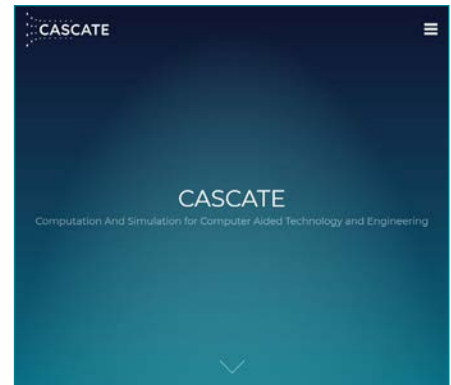 CASCATE
CASCATE
Computation And Simulation for Computer Aided Technology and Engineering